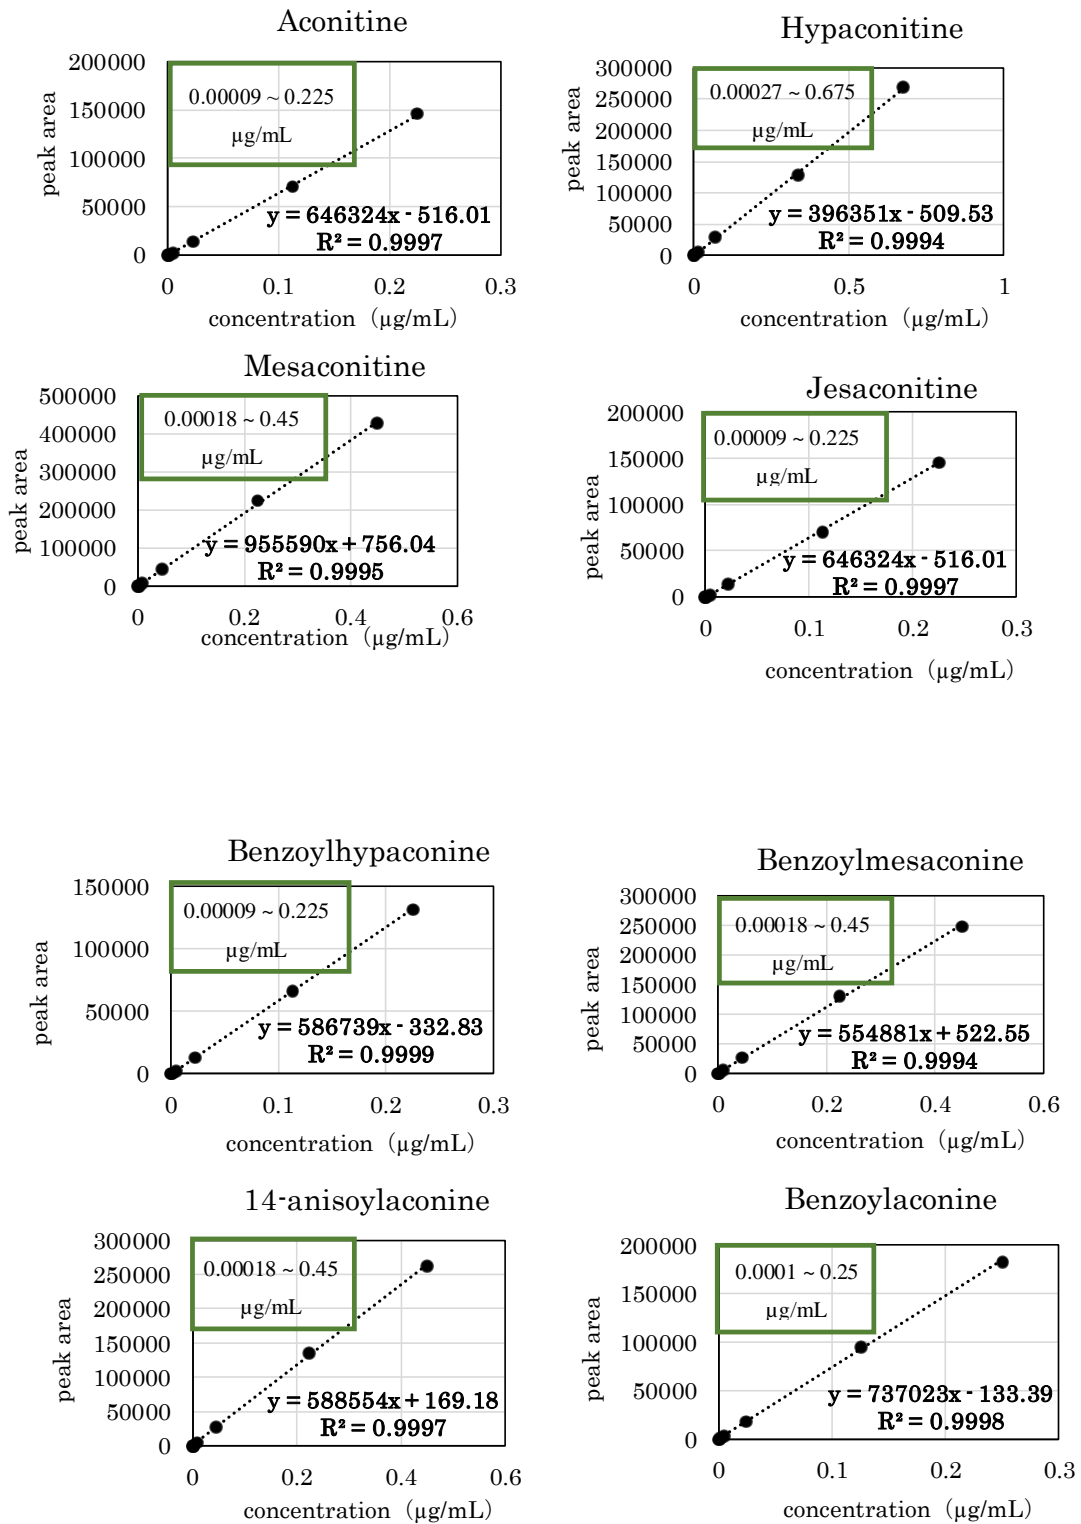 Aconitine
200000
150000
100000
50000
0
peak area
0.00009 ~ 0.225
µg/mL
y = 646324x - 516.01
R² = 0.9997
0 0.1 0.2 0.3
concentration (µg/mL)
Hypaconitine
300000
250000
200000
150000
100000
50000
0
peak area
0.00027 ~ 0.675
µg/mL
y = 396351x - 509.53
R² = 0.9994
0 0.5 1
concentration (µg/mL)
Mesaconitine
500000
400000
300000
200000
100000
0
peak area
0.00018 ~ 0.45
µg/mL
y = 955590x + 756.04
R² = 0.9995
0 0.2 0.4 0.6
concentration (µg/mL)
Jesaconitine
200000
150000
100000
50000
0
peak area
0.00009 ~ 0.225
µg/mL
y = 646324x - 516.01
R² = 0.9997
0 0.1 0.2 0.3
concentration (µg/mL)
Benzoylhypaconine
150000
100000
50000
0
peak area
0.00009 ~ 0.225
µg/mL
y = 586739x - 332.83
R² = 0.9999
0 0.1 0.2 0.3
concentration (µg/mL)
Benzoylmesaconine
300000
250000
200000
150000
100000
50000
0
peak area
0.00018 ~ 0.45
µg/mL
y = 554881x + 522.55
R² = 0.9994
0 0.2 0.4 0.6
concentration (µg/mL)
14-anisoylaconine
300000
250000
200000
150000
100000
50000
0
peak area
0.00018 ~ 0.45
µg/mL
y = 588554x + 169.18
R² = 0.9997
0 0.2 0.4 0.6
concentration (µg/mL)
Benzoylaconine
200000
150000
100000
50000
0
peak area
0.0001 ~ 0.25
µg/mL
y = 737023x - 133.39
R² = 0.9998
0 0.1 0.2 0.3
concentration (µg/mL)